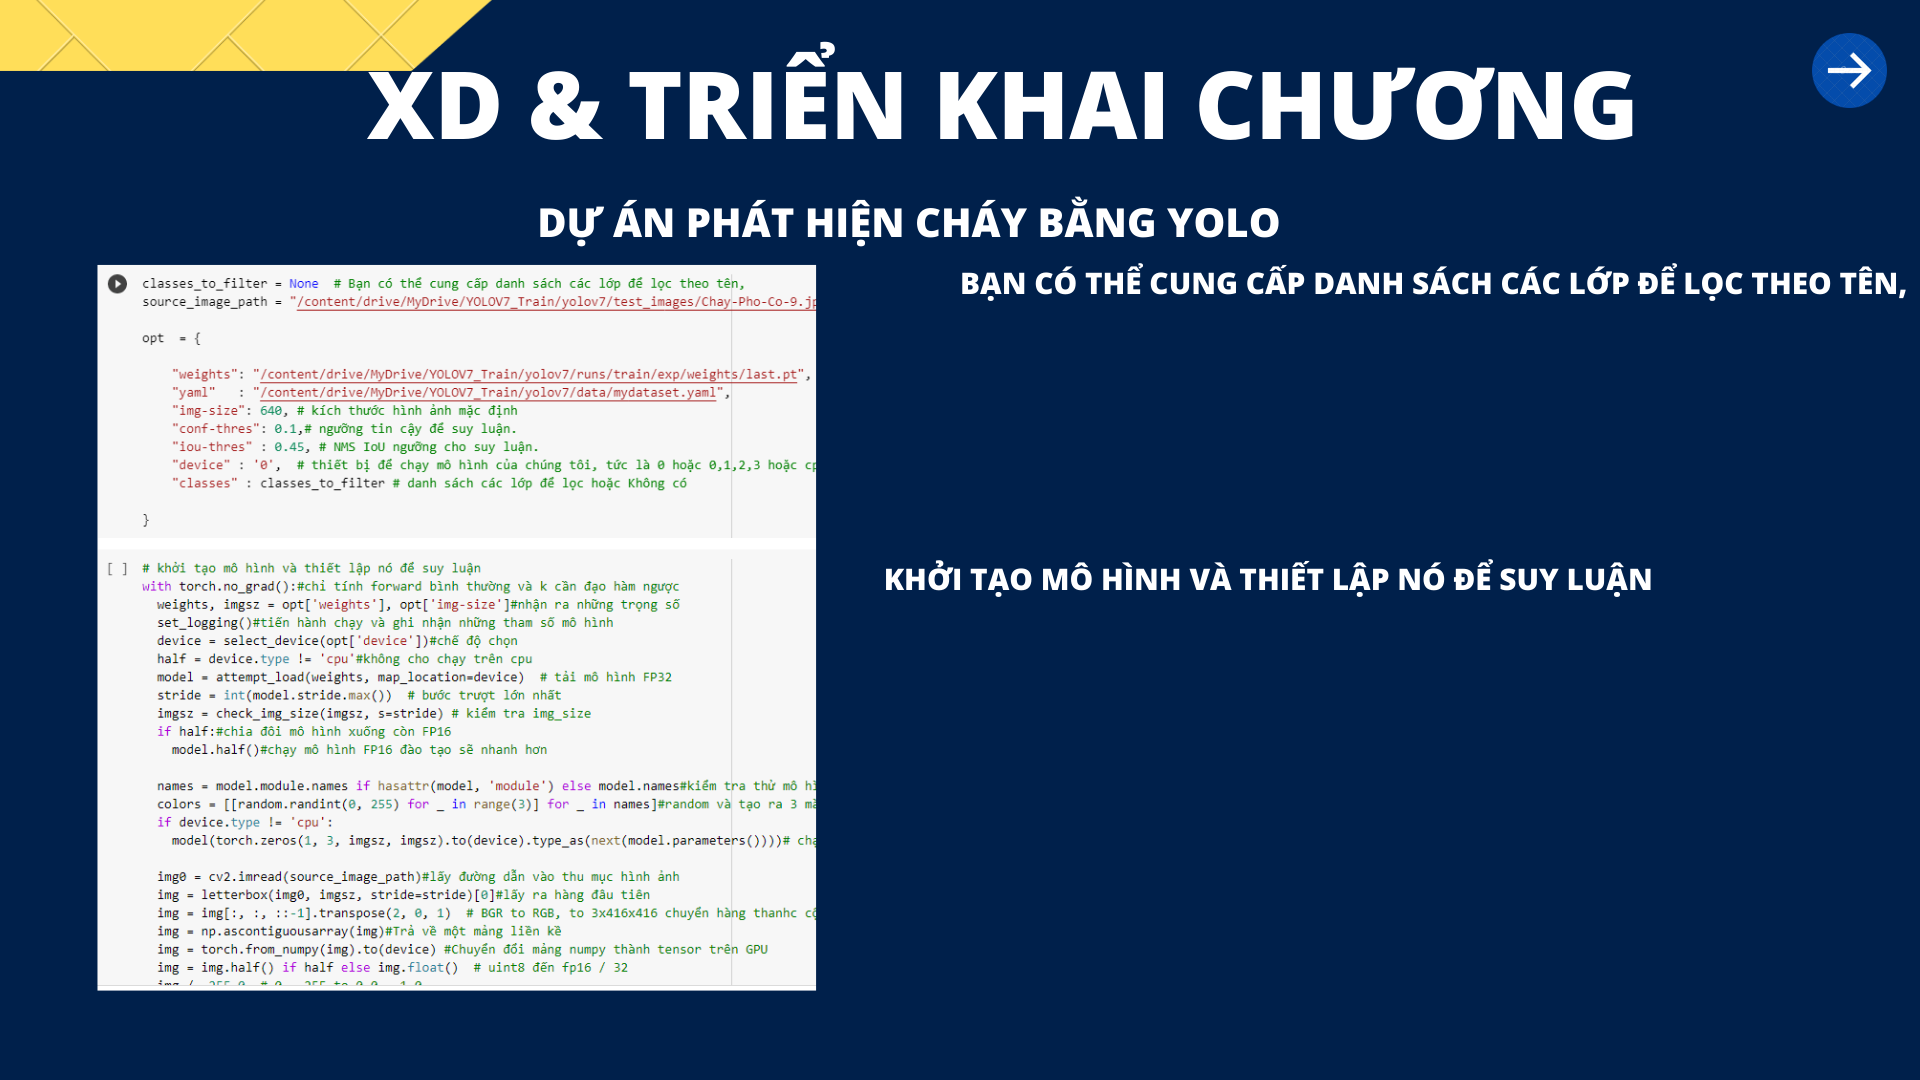 XD & TRIỂN KHAI CHƯƠNG
DỰ ÁN PHÁT HIỆN CHÁY BẰNG YOLO
classes_to_filter = None  # Bạn có thể cung cấp danh sách các lớp để lọc theo tên,
source_image_path = "/content/drive/MyDrive/YOLOV7_Train/yolov7/test_images/Chay-Pho-Co-9.jp
opt  = {
"weights": "/content/drive/MyDrive/YOLOV7_Train/yolov7/runs/train/exp/weights/last.pt",
"yaml"   : "/content/drive/MyDrive/YOLOV7_Train/yolov7/data/mydataset.yaml",
"img-size": 640, # kích thước hình ảnh mặc định
"conf-thres": 0.1,# ngưỡng tin cậy để suy luận.
"iou-thres" : 0.45, # NMS IoU ngưỡng cho suy luận.
"device" : '0',  # thiết bị để chạy mô hình của chúng tôi, tức là 0 hoặc 0,1,2,3 hoặc cp
"classes" : classes_to_filter # danh sách các lớp để lọc hoặc Không có
}
BẠN CÓ THỂ CUNG CẤP DANH SÁCH CÁC LỚP ĐỂ LỌC THEO TÊN,
[ ] # khởi tạo mô hình và thiết lập nó để suy luận
with torch.no_grad():#chỉ tính forward bình thường và k cần đạo hàm ngược
weights, imgsz = opt['weights'], opt['img-size']#nhận ra những trọng số
set_logging()#tiến hành chạy và ghi nhận những tham số mô hình
device = select_device(opt['device'])#chế độ chọn
half = device.type != 'cpu'#không cho chạy trên cpu
model = attempt_load(weights, map_location=device)  # tải mô hình FP32
stride = int(model.stride.max())  # bước trượt lớn nhất
imgsz = check_img_size(imgsz, s=stride) # kiểm tra img_size
if half:#chia đôi mô hình xuống còn FP16
model.half()#chạy mô hình FP16 đào tạo sẽ nhanh hơn
names = model.module.names if hasattr(model, 'module') else model.names#kiểm tra thử mô hì
colors = [[random.randint(0, 255) for _ in range(3)] for _ in names]#random và tạo ra 3 mà
if device.type != 'cpu':
model(torch.zeros(1, 3, imgsz, imgsz).to(device).type_as(next(model.parameters())))# chạ
img0 = cv2.imread(source_image_path)#lấy đường dẫn vào thu mục hình ảnh
img = letterbox(img0, imgsz, stride=stride)[0]#lấy ra hàng đâu tiên
img = img[:, :, ::-1].transpose(2, 0, 1)  # BGR to RGB, to 3x416x416 chuyển hàng thanhc cộ
img = np.ascontiguousarray(img)#Trả về một mảng liền kề
img = torch.from_numpy(img).to(device) #Chuyển đổi mảng numpy thành tensor trên GPU
img = img.half() if half else img.float()  # uint8 đến fp16 / 32
KHỞI TẠO MÔ HÌNH VÀ THIẾT LẬP NÓ ĐỂ SUY LUẬN